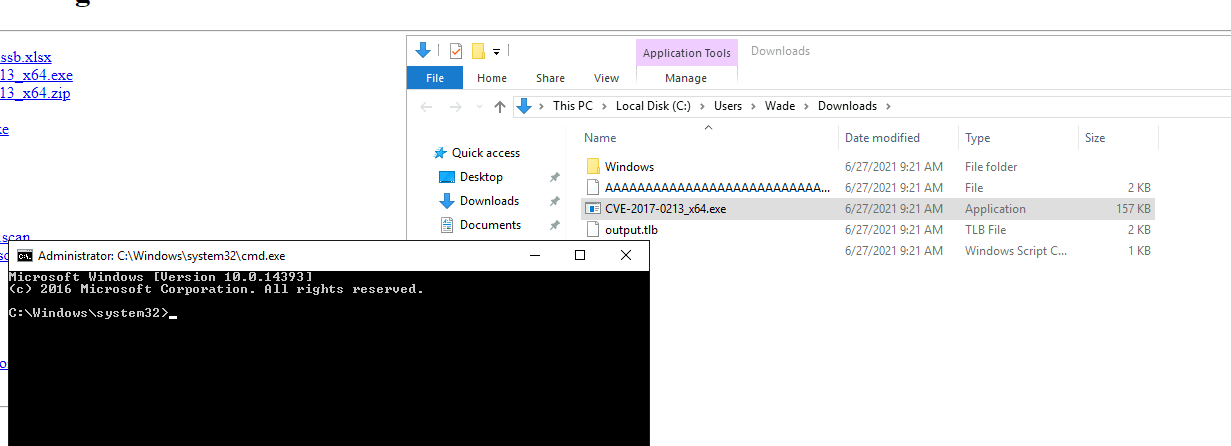 ssb.xlsx
13_x64.exe
13_x64.zip
xe
scan
Application Tools
Downloads
File
Home
Share
View
Manage
This PC > Local Disk (C:) > Users > Wade > Downloads >
Quick access
Desktop
Downloads
Documents
Name Date modified Type Size
Windows 6/27/2021 9:21 AM File folder
AAAAAAAAAAAAAAAAAAAAAAAAAAAA... 6/27/2021 9:21 AM File 2 KB
CVE-2017-0213_x64.exe 6/27/2021 9:21 AM Application 157 KB
output.tlb 6/27/2021 9:21 AM TLB File 2 KB
6/27/2021 9:21 AM Windows Script C... 1 KB
Administrator: C:\Windows\system32\cmd.exe
Microsoft Windows [Version 10.0.14393]
(c) 2016 Microsoft Corporation. All rights reserved.
C:\Windows\system32>_